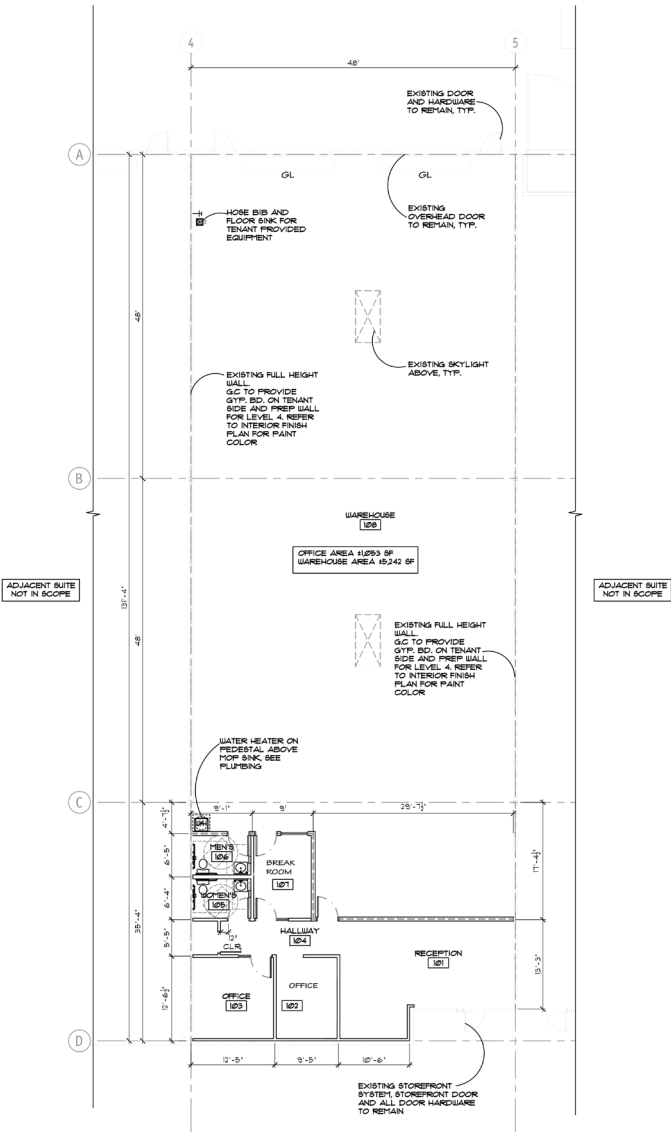 4
5
48'
EXISTING DOOR
AND HARDWARE
TO REMAIN, TYP.
A
GL
GL
HOSE BIB AND
FLOOR SINK FOR
TENANT PROVIDED
EQUIPMENT
EXISTING
OVERHEAD DOOR
TO REMAIN, TYP.
48'
EXISTING SKYLIGHT
ABOVE, TYP.
EXISTING FULL HEIGHT
WALL.
G.C TO PROVIDE
GYP. BD. ON TENANT
SIDE AND PREP WALL
FOR LEVEL 4. REFER
TO INTERIOR FINISH
PLAN FOR PAINT
COLOR
B
WAREHOUSE
108
OFFICE AREA ±1,053 SF
WAREHOUSE AREA ±5,242 SF
ADJACENT SUITE
NOT IN SCOPE
ADJACENT SUITE
NOT IN SCOPE
131'-4"
48'
EXISTING FULL HEIGHT
WALL.
G.C TO PROVIDE
GYP. BD. ON TENANT
SIDE AND PREP WALL
FOR LEVEL 4. REFER
TO INTERIOR FINISH
PLAN FOR PAINT
COLOR
WATER HEATER ON
PEDESTAL ABOVE
MOP SINK, SEE
PLUMBING
C
9'-1"
9'
29'-7½"
4'-7½"
WH
MEN'S
106
6'-5"
BREAK
ROOM
107
17'-4½"
WOMEN'S
105
6'-4"
35'-4"
HALLWAY
104
12"
CLR
5'-5"
RECEPTION
101
13'-3"
OFFICE
103
OFFICE
102
12'-6½"
D
12'-5"
9'-5"
10'-6"
EXISTING STOREFRONT
SYSTEM, STOREFRONT DOOR
AND ALL DOOR HARDWARE
TO REMAIN